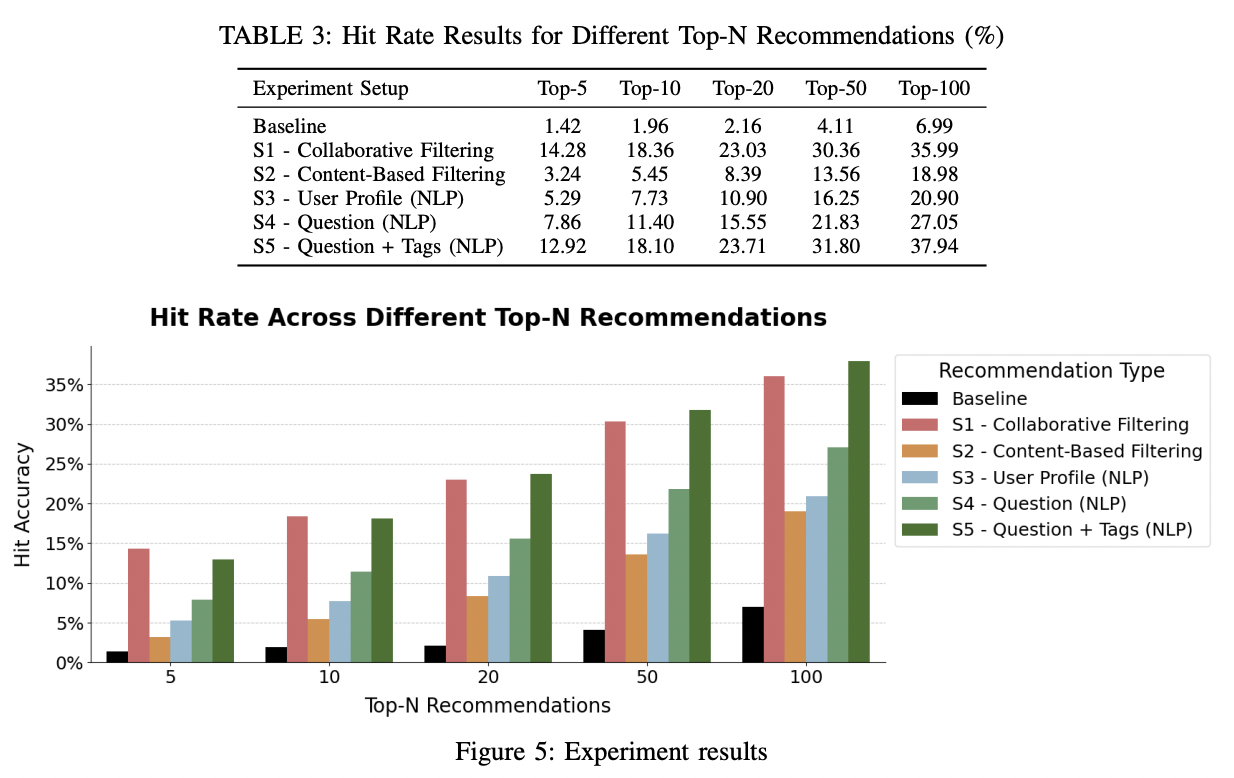 TABLE 3: Hit Rate Results for Different Top-N Recommendations (%)
Experiment Setup Top-5 Top-10 Top-20 Top-50 Top-100
Baseline 1.42 1.96 2.16 4.11 6.99
S1 - Collaborative Filtering 14.28 18.36 23.03 30.36 35.99
S2 - Content-Based Filtering 3.24 5.45 8.39 13.56 18.98
S3 - User Profile (NLP) 5.29 7.73 10.90 16.25 20.90
S4 - Question (NLP) 7.86 11.40 15.55 21.83 27.05
S5 - Question + Tags (NLP) 12.92 18.10 23.71 31.80 37.94
Hit Rate Across Different Top-N Recommendations
Hit Accuracy
35%
30%
25%
20%
15%
10%
5%
0%
5 10 20 50 100
Top-N Recommendations
Recommendation Type
Baseline
S1 - Collaborative Filtering
S2 - Content-Based Filtering
S3 - User Profile (NLP)
S4 - Question (NLP)
S5 - Question + Tags (NLP)
Figure 5: Experiment results